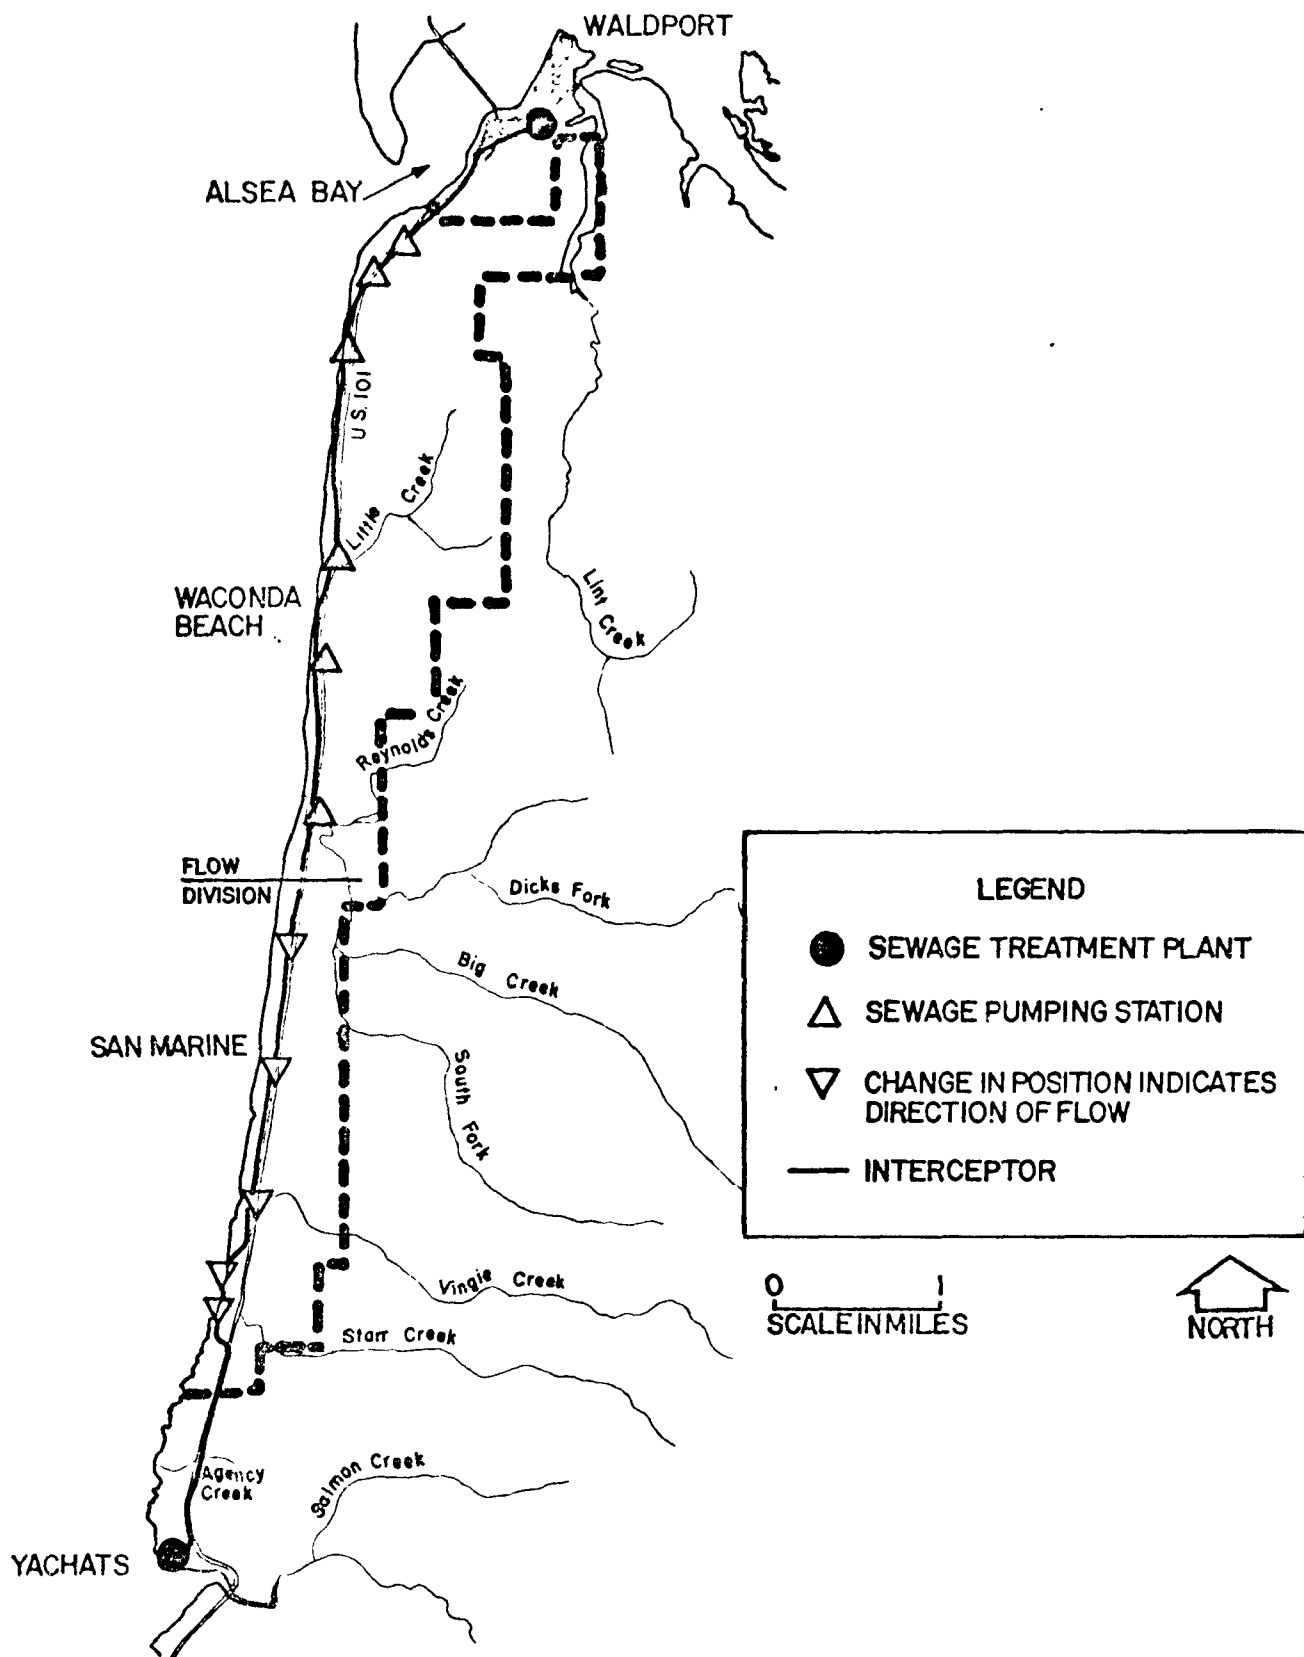 WALDPORT
ALSEA BAY
U.S. 101
Little Creek
WACONDA
BEACH
Lint Creek
Reynolds Creek
FLOW
DIVISION
Dicks Fork
Big Creek
SAN MARINE
South Fork
Vingie Creek
Starr Creek
Agency
Creek
Salmon Creek
YACHATS
LEGEND
SEWAGE TREATMENT PLANT
SEWAGE PUMPING STATION
CHANGE IN POSITION INDICATES
DIRECTION OF FLOW
INTERCEPTOR
0 1
SCALE IN MILES
NORTH